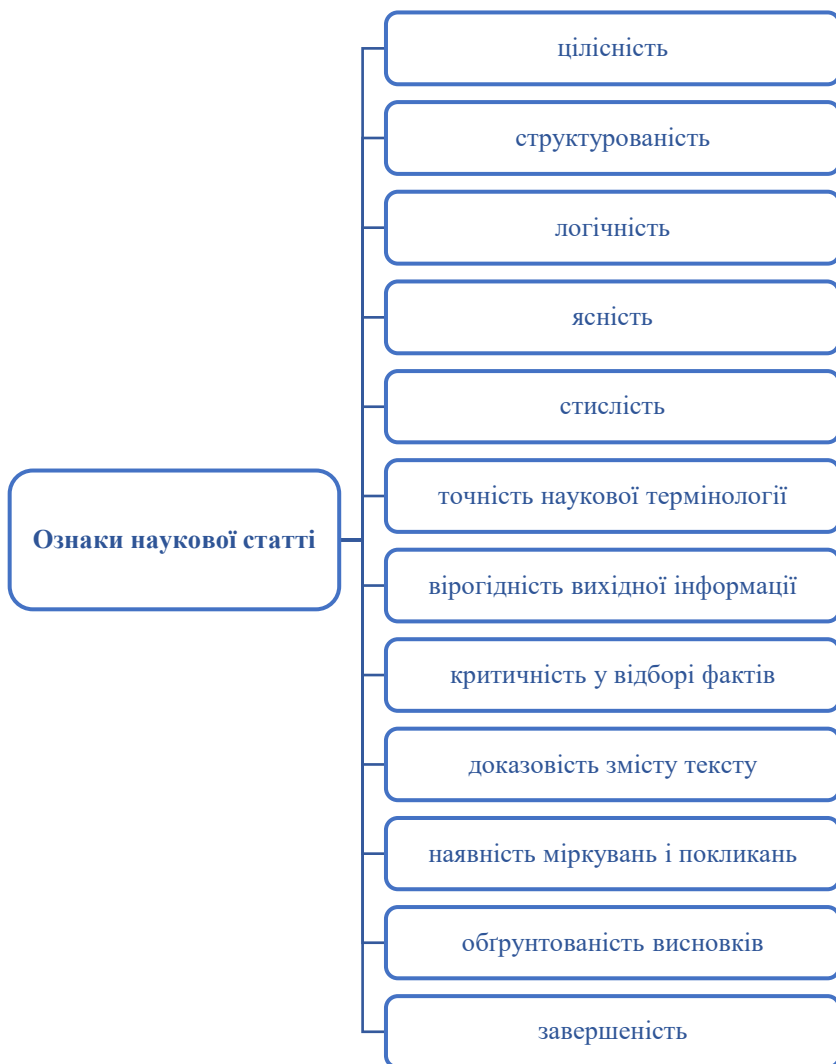 Ознаки наукової статті
цілісність
структурованість
логічність
ясність
стислість
точність наукової термінології
вірогідність вихідної інформації
критичність у відборі фактів
доказовість змісту тексту
наявність міркувань і покликань
обґрунтованість висновків
завершеність